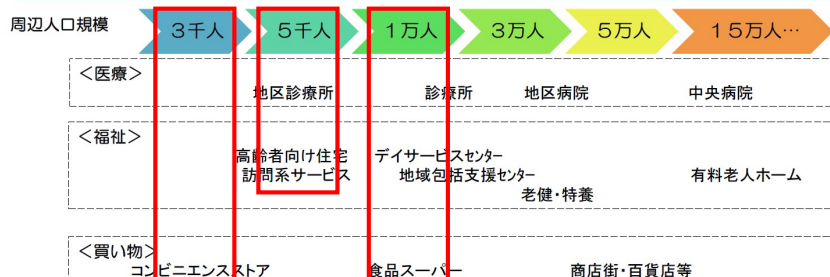 周辺人口規模 3千人 5千人 1万人 3万人 5万人 15万人…
＜医療＞
地区診療所 診療所 地区病院 中央病院
＜福祉＞
高齢者向け住宅 デイサービスセンター
訪問系サービス 地域包括支援センター 有料老人ホーム
老健・特養
＜買い物＞
コンビニエンスストア 食品スーパー 商店街・百貨店等